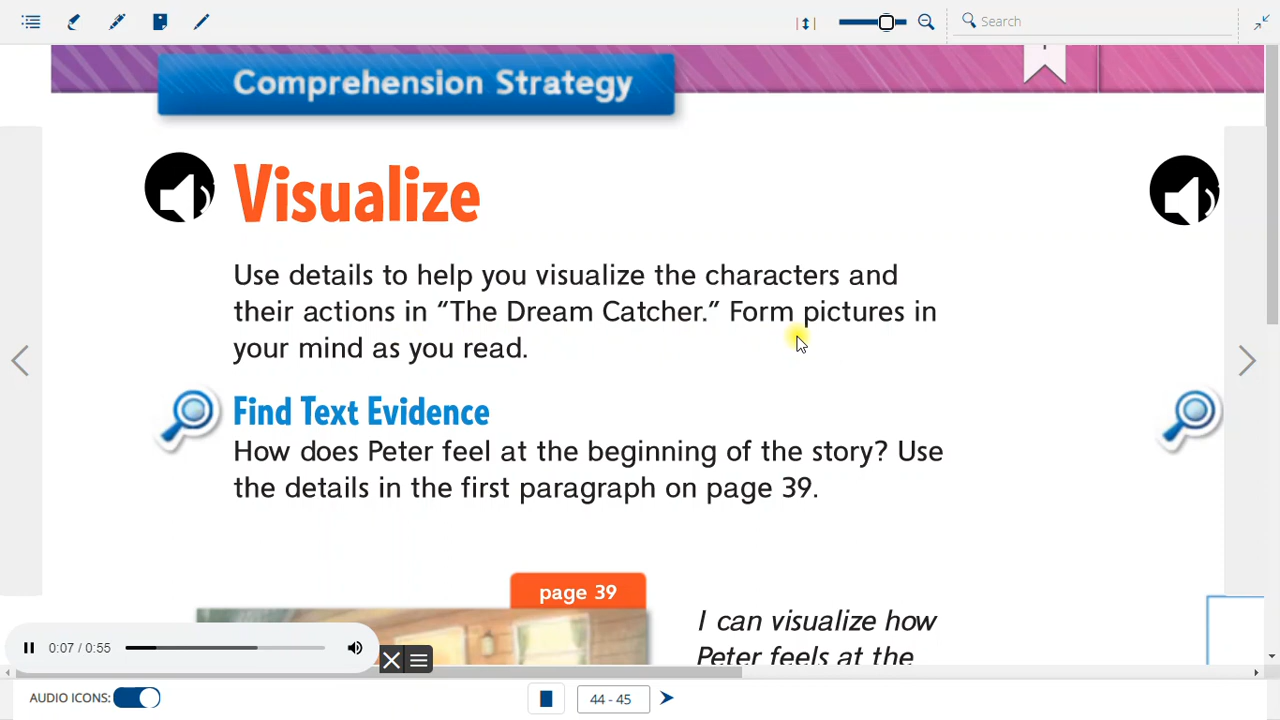 Search
Comprehension Strategy
Visualize
Use details to help you visualize the characters and
their actions in “The Dream Catcher.” Form pictures in
your mind as you read.
Find Text Evidence
How does Peter feel at the beginning of the story? Use
the details in the first paragraph on page 39.
page 39
I can visualize how
Peter feels at the
0:07 / 0:55
AUDIO ICONS:
44 - 45